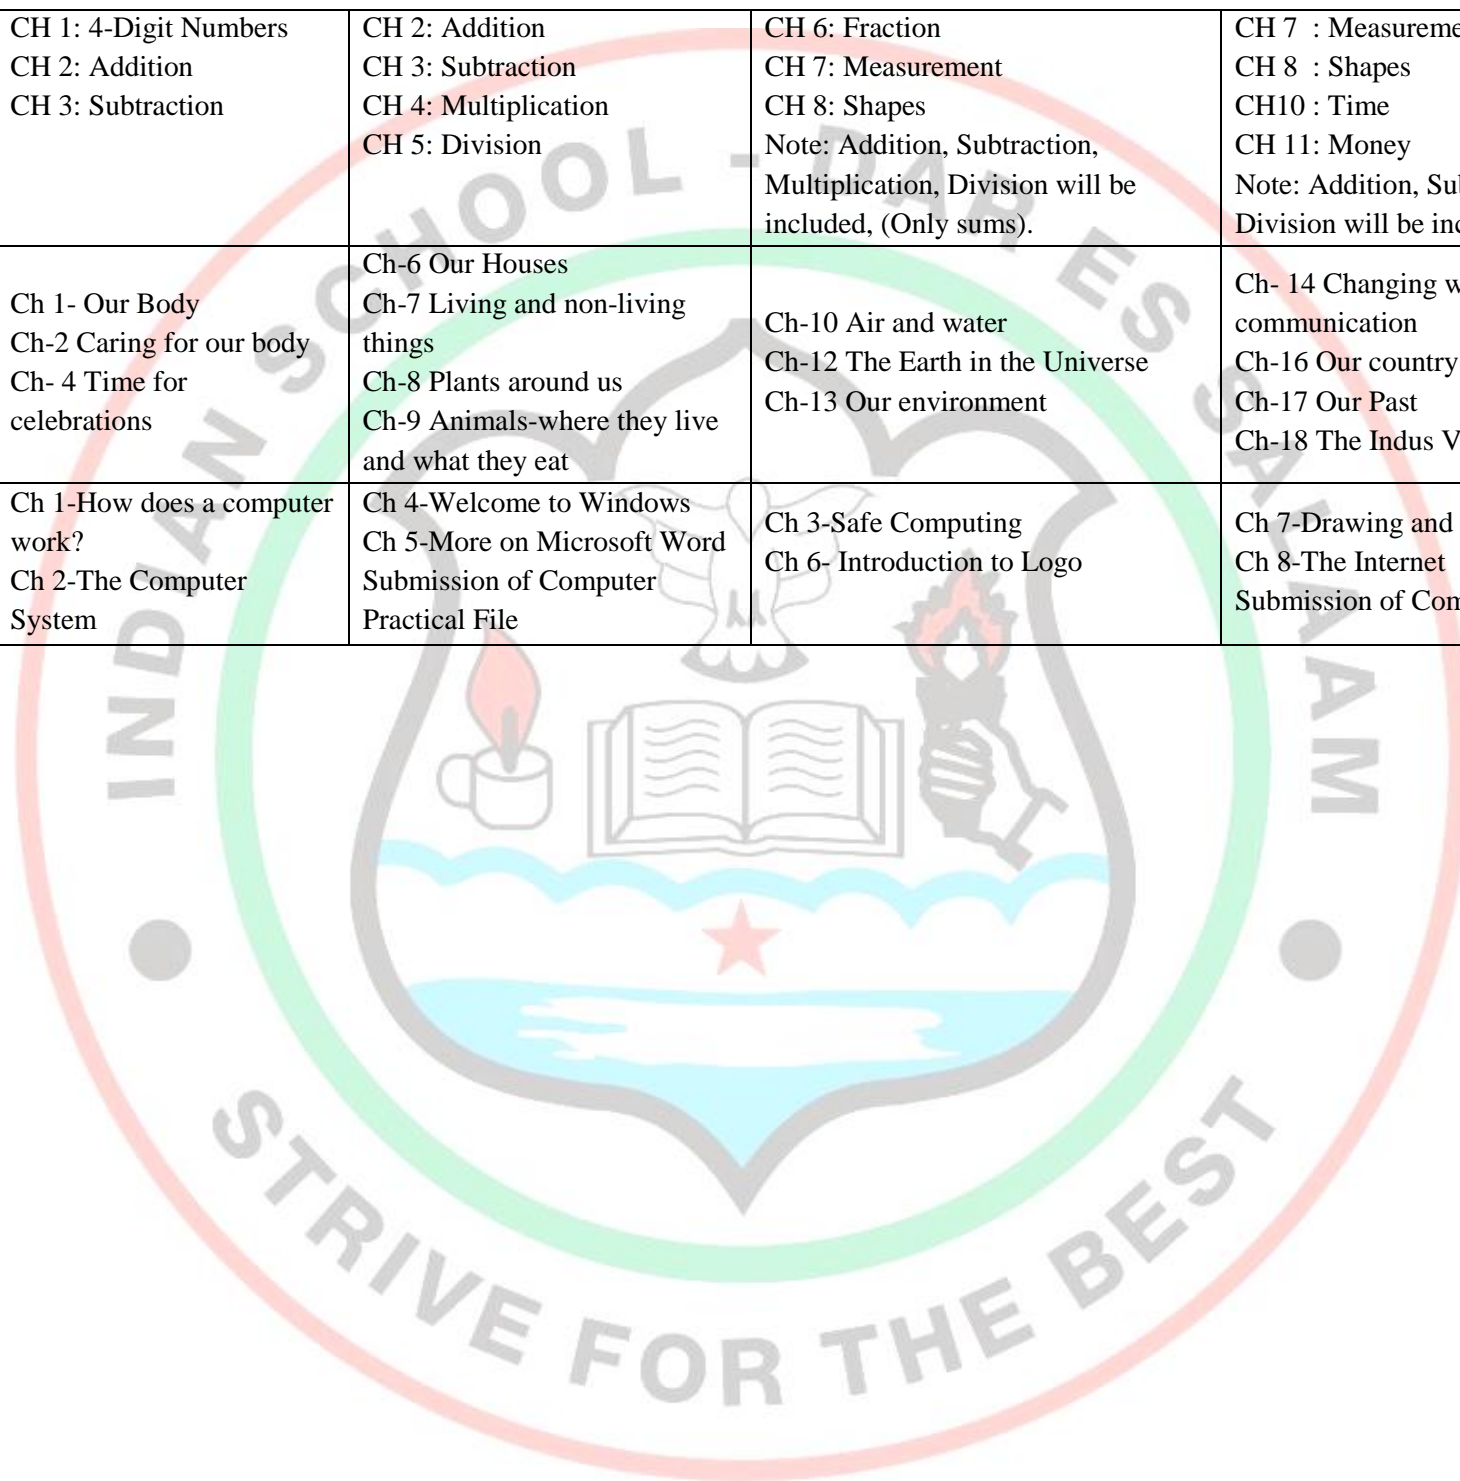 CH 1: 4-Digit Numbers
CH 2: Addition
CH 3: Subtraction
CH 2: Addition
CH 3: Subtraction
CH 4: Multiplication
CH 5: Division
CH 6: Fraction
CH 7: Measurement
CH 8: Shapes
Note: Addition, Subtraction,
Multiplication, Division will be
included, (Only sums).
CH 7 :
CH 8 : Shapes
CH10 : Time
CH 11: Money
Note: Addition,
Division will be
Ch 1- Our Body
Ch-2 Caring for our body
Ch- 4 Time for
celebrations
Ch-6 Our Houses
Ch-7 Living and non-living
things
Ch-8 Plants around us
Ch-9 Animals-where they live
and what they eat
Ch-10 Air and water
Ch-12 The Earth in the Universe
Ch-13 Our environment
Ch- 14 Changing
communication
Ch-16 Our country
Ch-17 Our Past
Ch-18 The Indus
Ch 1-How does a computer
work?
Ch 2-The Computer
System
Ch 4-Welcome to Windows
Ch 5-More on Microsoft Word
Submission of Computer
Practical File
Ch 3-Safe Computing
Ch 6- Introduction to Logo
Ch 7-Drawing and
Ch 8-The Internet
Submission of
INDIAN SCHOOL - DAR ES SALAAM
STRIVE FOR THE BEST